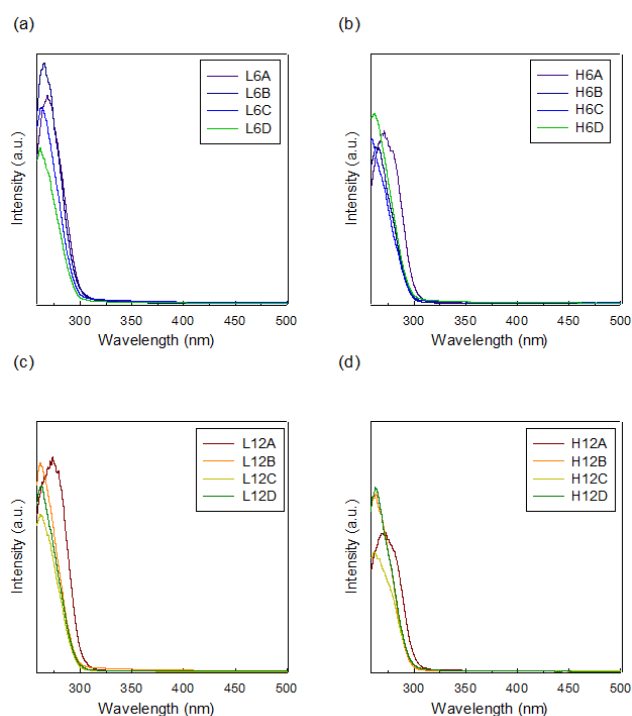 (a)
(b)
L6A
L6B
L6C
L6D
H6A
H6B
H6C
H6D
Intensity (a.u.)
Intensity (a.u.)
300 350 400 450 500
300 350 400 450 500
Wavelength (nm)
Wavelength (nm)
(c)
(d)
L12A
L12B
L12C
L12D
H12A
H12B
H12C
H12D
Intensity (a.u.)
Intensity (a.u.)
300 350 400 450 500
300 350 400 450 500
Wavelength (nm)
Wavelength (nm)